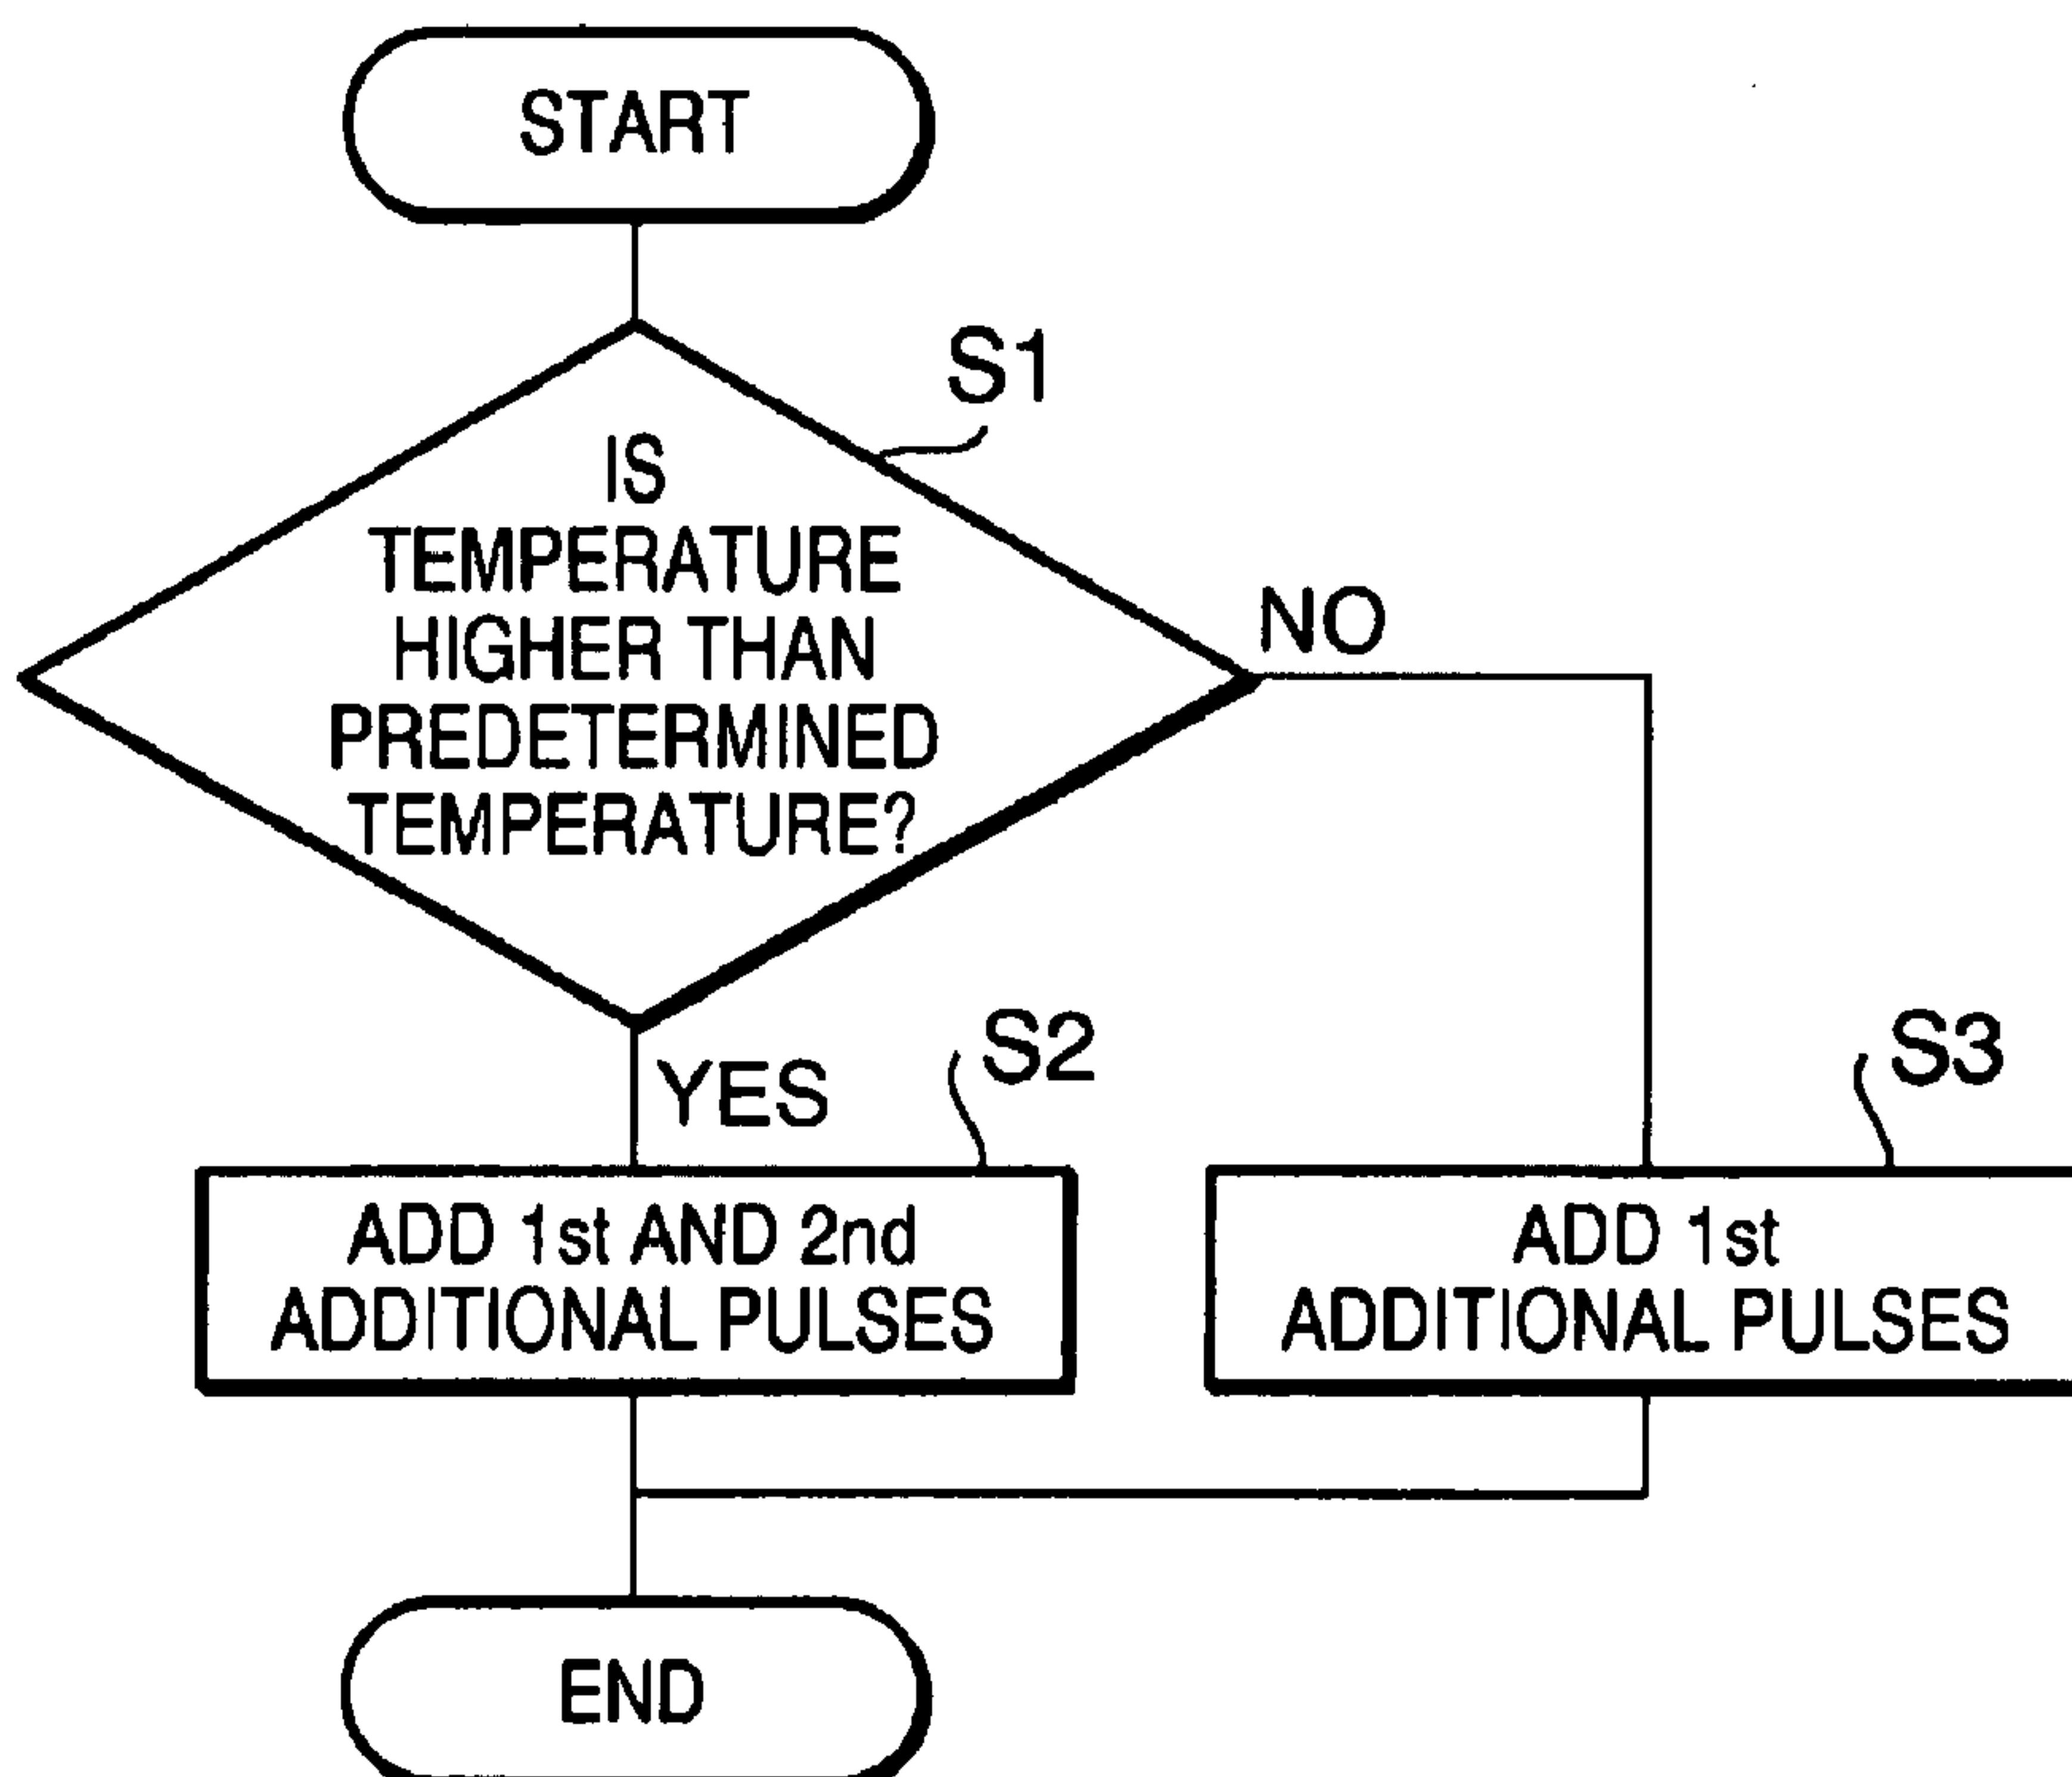 START
S1
IS
TEMPERATURE
HIGHER THAN
PREDETERMINED
TEMPERATURE?
NO
YES
S2
S3
ADD 1st AND 2nd
ADDITIONAL PULSES
ADD 1st
ADDITIONAL PULSES
END